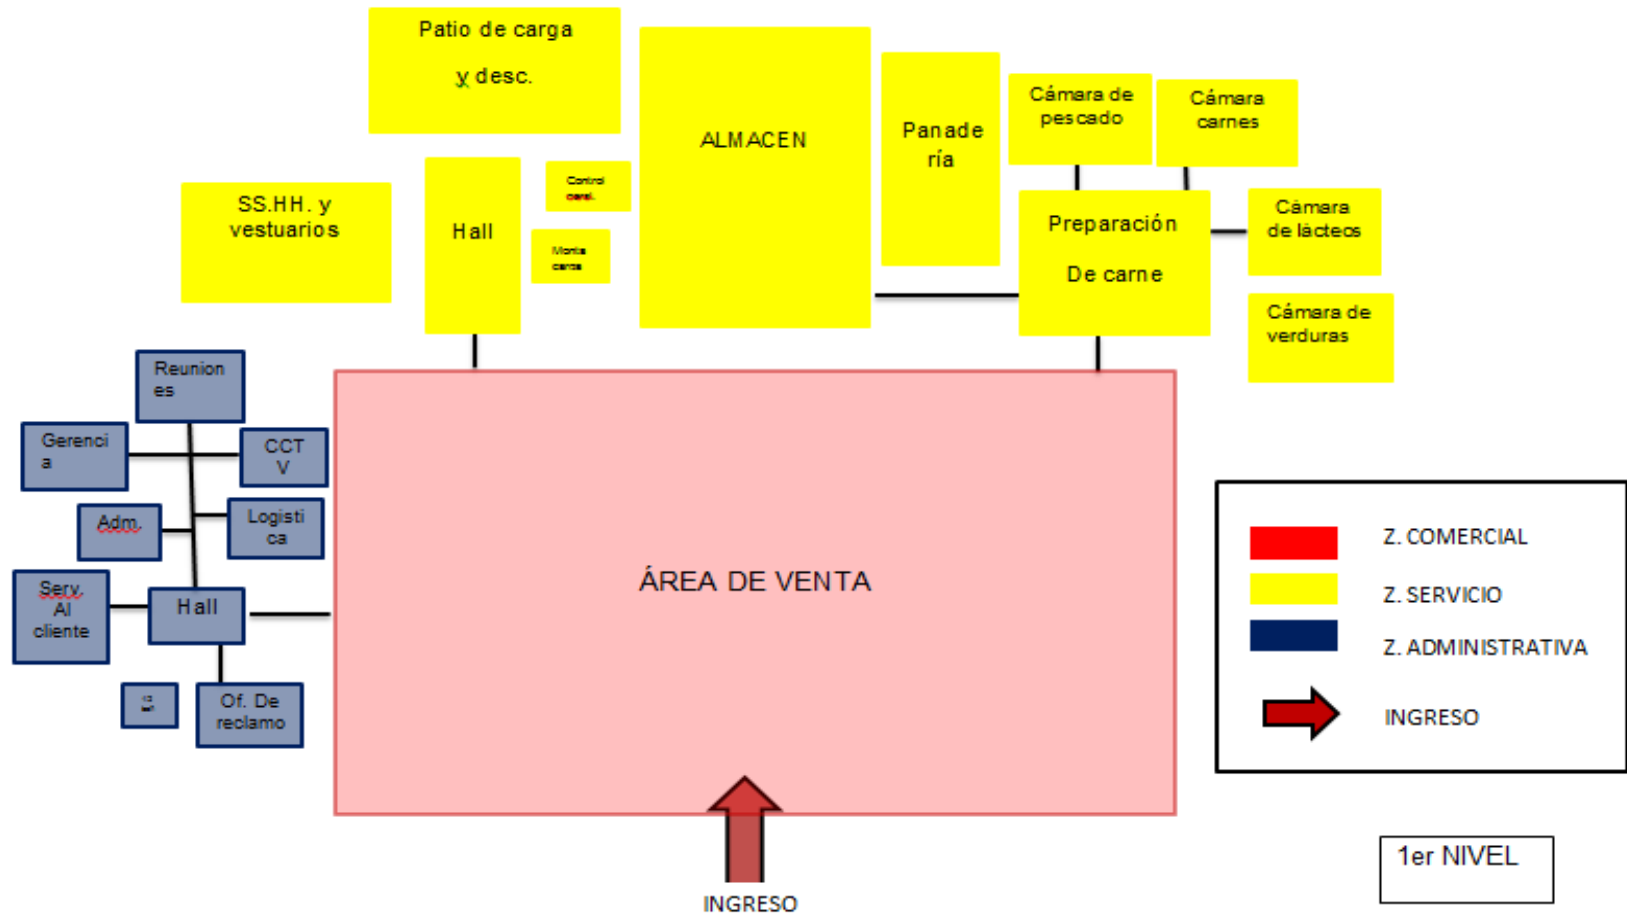 Patio de carga
y desc.
ALMACEN
Panade
ría
Cámara de
pescado
Cámara
carnes
SS.HH. y
vestuarios
Hall
Control
Monta
Preparación
De carne
Cámara
de lácteos
Cámara de
verduras
Reunion
es
Gerenci
a
CCT
V
Adm.
Logisti
ca
Serv.
Al
cliente
Hall
Of. De
reclamo
ÁREA DE VENTA
Z. COMERCIAL
Z. SERVICIO
Z. ADMINISTRATIVA
INGRESO
1er NIVEL
INGRESO